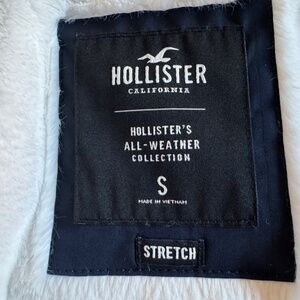 HOLLISTER
CALIFORNIA
HOLLISTER'S
ALL-WEATHER
COLLECTION
S
MADE IN VIETNAM
STRETCH